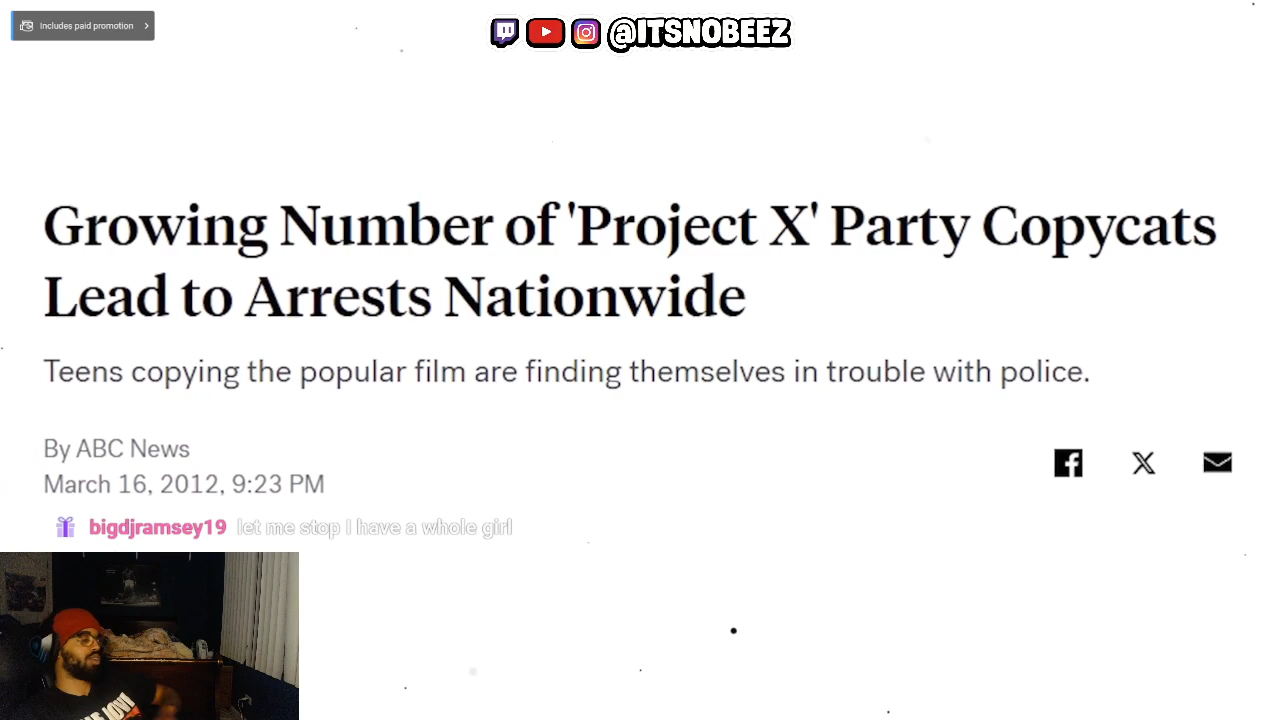 Includes paid promotion
@ITSNOBEEZ
Growing Number of 'Project X' Party Copycats
Lead to Arrests Nationwide
Teens copying the popular film are finding themselves in trouble with police.
By ABC News
March 16, 2012, 9:23 PM
bigdjramsey19 let me stop I have a whole girl
JOVI